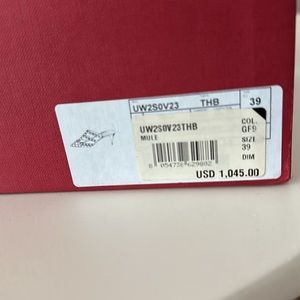 UW2S0V23 THB 39
UW2S0V23THB
MULE
COL.
GF9
SIZE
39
DIM
USD 1,045.00